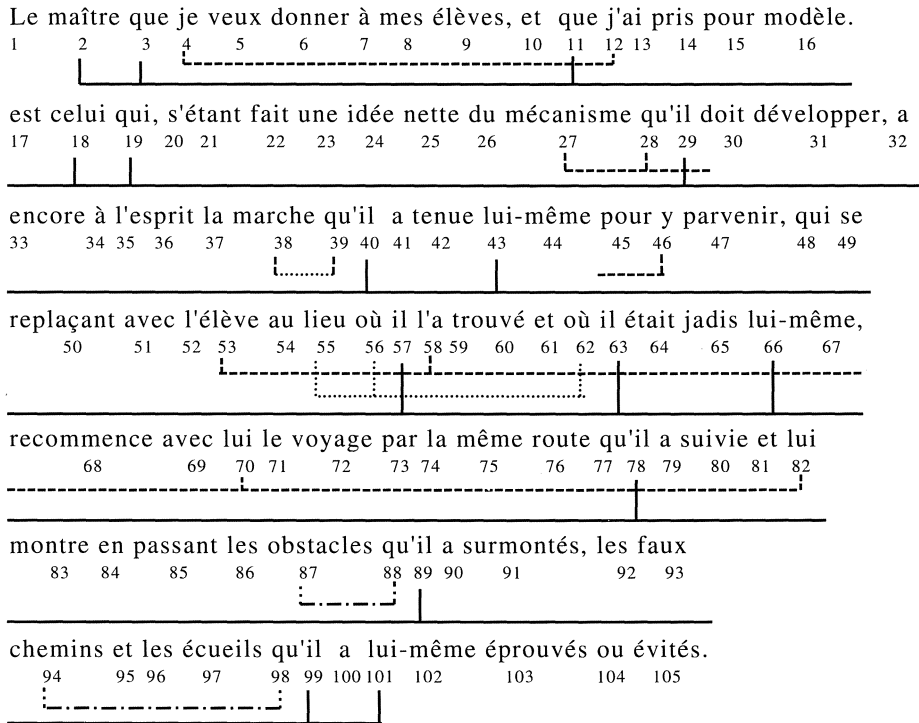 Le maître que je veux donner à mes élèves, et que j'ai pris pour modèle.
1 2 3 4 5 6 7 8 9 10 11 12 13 14 15 16
est celui qui, s'étant fait une idée nette du mécanisme qu'il doit développer, a
17 18 19 20 21 22 23 24 25 26 27 28 29 30 31 32
encore à l'esprit la marche qu'il a tenue lui-même pour y parvenir, qui se
33 34 35 36 37 38 39 40 41 42 43 44 45 46 47 48 49
replaçant avec l'élève au lieu où il l'a trouvé et où il était jadis lui-même,
50 51 52 53 54 55 56 57 58 59 60 61 62 63 64 65 66 67
recommence avec lui le voyage par la même route qu'il a suivie et lui
68 69 70 71 72 73 74 75 76 77 78 79 80 81 82
montre en passant les obstacles qu'il a surmontés, les faux
83 84 85 86 87 88 89 90 91 92 93
chemins et les écueils qu'il a lui-même éprouvés ou évités.
94 95 96 97 98 99 100 101 102 103 104 105